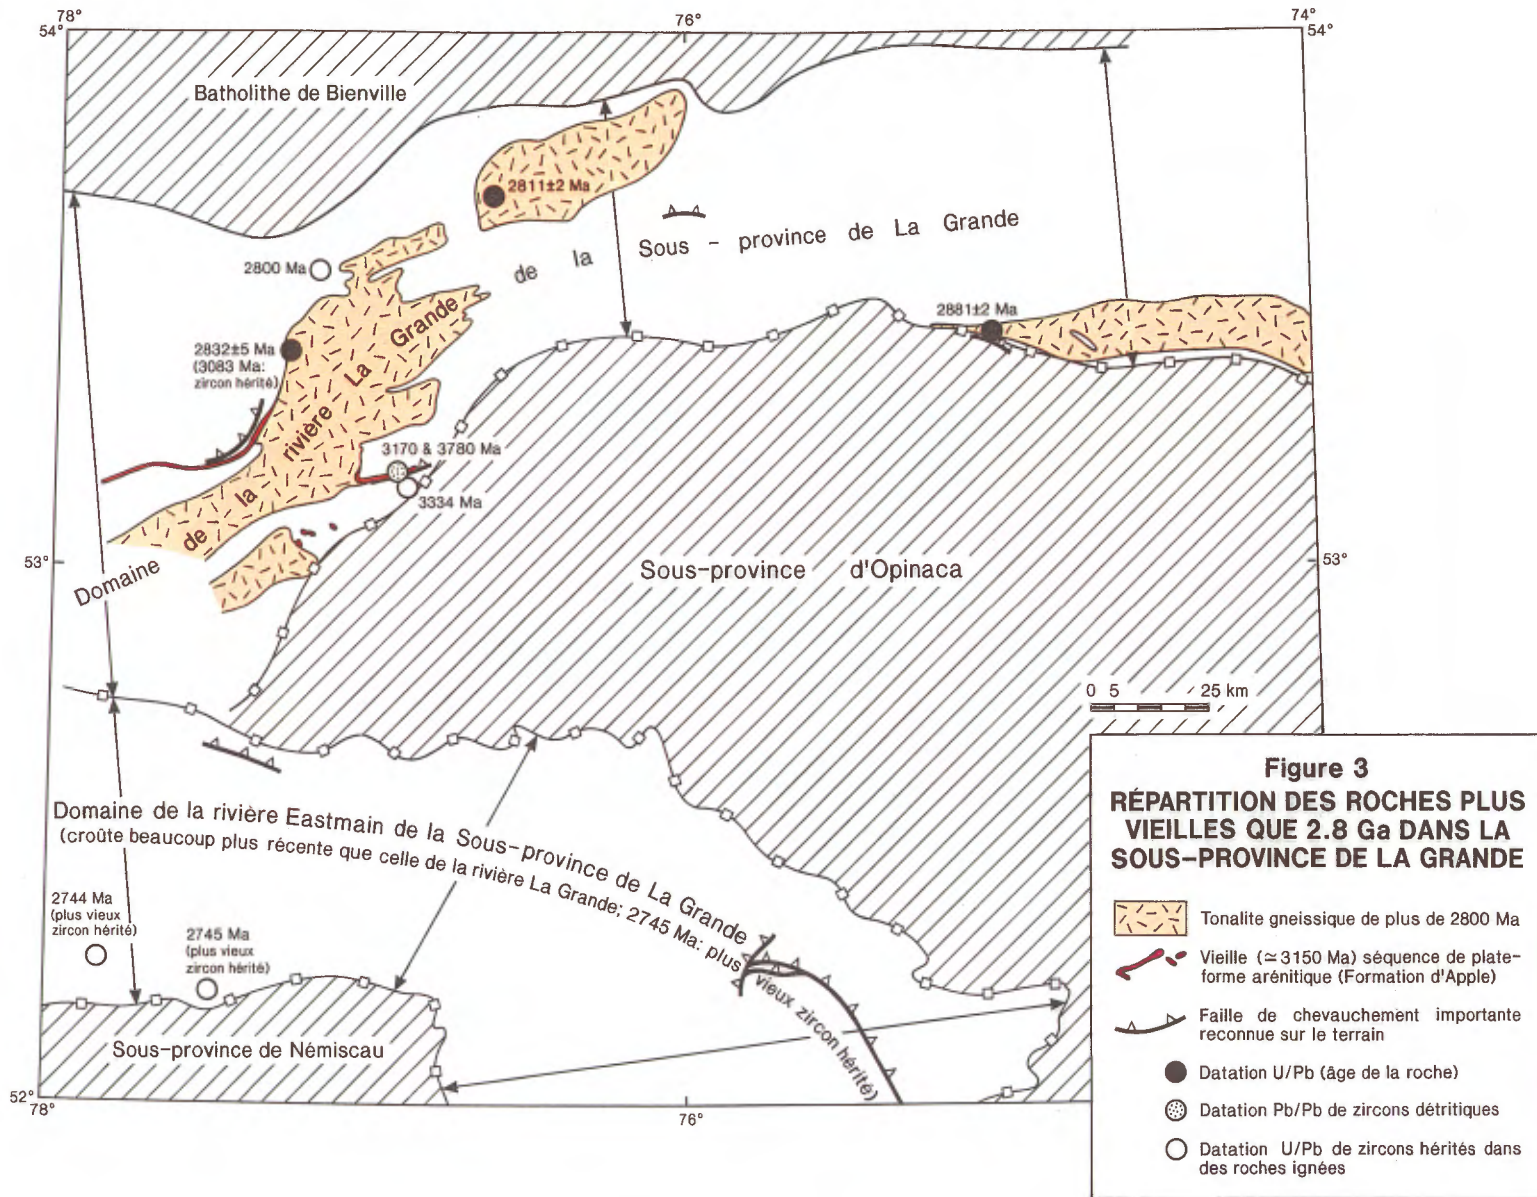 78°
76°
74°
54°
54°
Batholithe de Bienville
2811±2 Ma
Sous - province de La Grande
de la
2800 Ma
2881±2 Ma
2832±5 Ma
(3083 Ma:
zircon hérité)
Grande
La
rivière
la
de
Domaine
3170 & 3780 Ma
3334 Ma
53°
53°
Sous-province d'Opinaca
0 5 25 km
Domaine de la rivière Eastmain de la Sous-province de La Grande
(croûte beaucoup plus récente que celle de la rivière La Grande; 2745 Ma: plus vieux zircon hérité)
2744 Ma
(plus vieux
zircon hérité)
2745 Ma
(plus vieux
zircon hérité)
Sous-province de Némiscau
52°
78°
76°
Figure 3
RÉPARTITION DES ROCHES PLUS
VIEILLES QUE 2.8 Ga DANS LA
SOUS-PROVINCE DE LA GRANDE
Tonalite gneissique de plus de 2800 Ma
Vieille (≃3150 Ma) séquence de plate-
forme arénitique (Formation d'Apple)
Faille de chevauchement importante
reconnue sur le terrain
Datation U/Pb (âge de la roche)
Datation Pb/Pb de zircons détritiques
Datation U/Pb de zircons hérités dans
des roches ignées